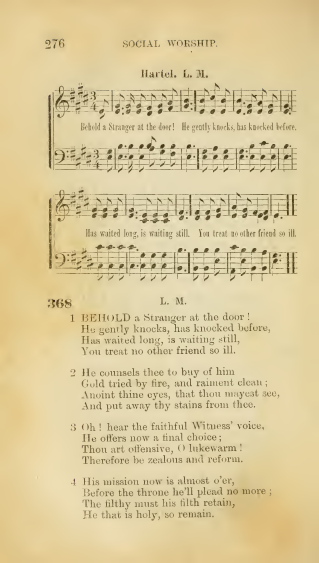 276 SOCIAL WORSHIP.
Hartel. L. M.
Behold a Stranger at the door! He gently knocks, has knocked before,
Has waited long, is waiting still. You treat no other friend so ill.
368 L. M.
1 BEHOLD a Stranger at the door!
He gently knocks, has knocked before,
Has waited long, is waiting still,
You treat no other friend so ill.
2 He counsels thee to buy of him
Gold tried by fire, and raiment clean;
Anoint thine eyes, that thou mayest see,
And put away thy stains from thee.
3 Oh! hear the faithful Witness' voice,
He offers now a final choice;
Thou art offensive, O lukewarm!
Therefore be zealous and reform.
4 His mission now is almost o'er,
Before the throne he'll plead no more;
The filthy must his filth retain,
He that is holy, so remain.